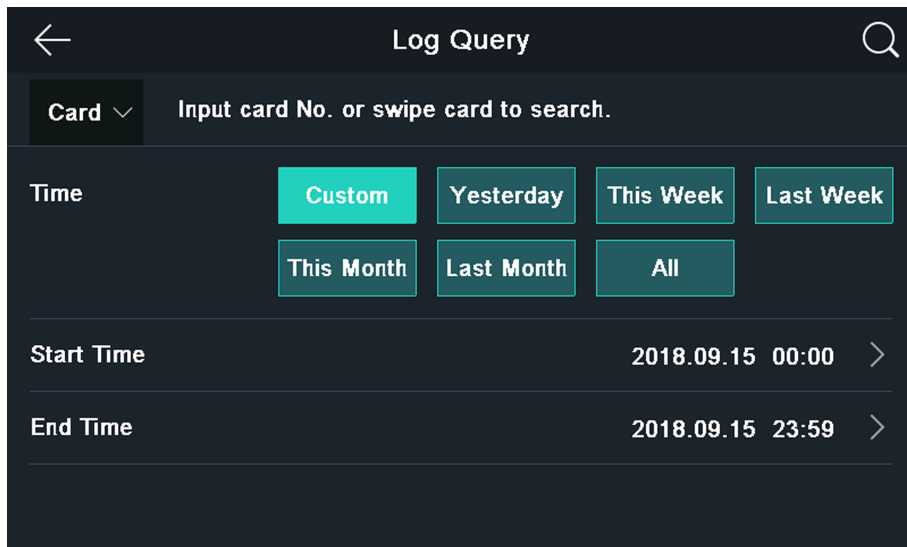 Log Query
Card Input card No. or swipe card to search.
Time Custom Yesterday This Week Last Week
This Month Last Month All
Start Time 2018.09.15 00:00
End Time 2018.09.15 23:59